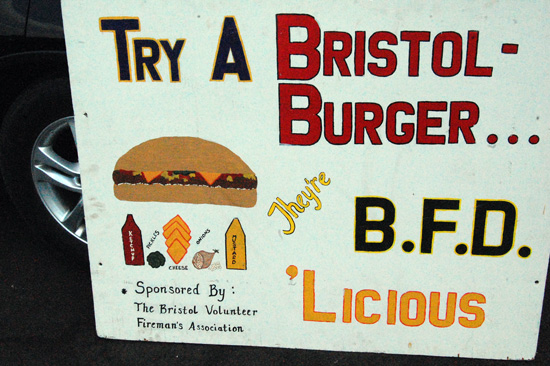 TRY A BRISTOL-
BURGER...
They're
B.F.D.
'LICIOUS
KETCHUP
PICKLES
CHEESE
ONIONS
MUSTARD
Sponsored By:
The Bristol Volunteer
Fireman's Association